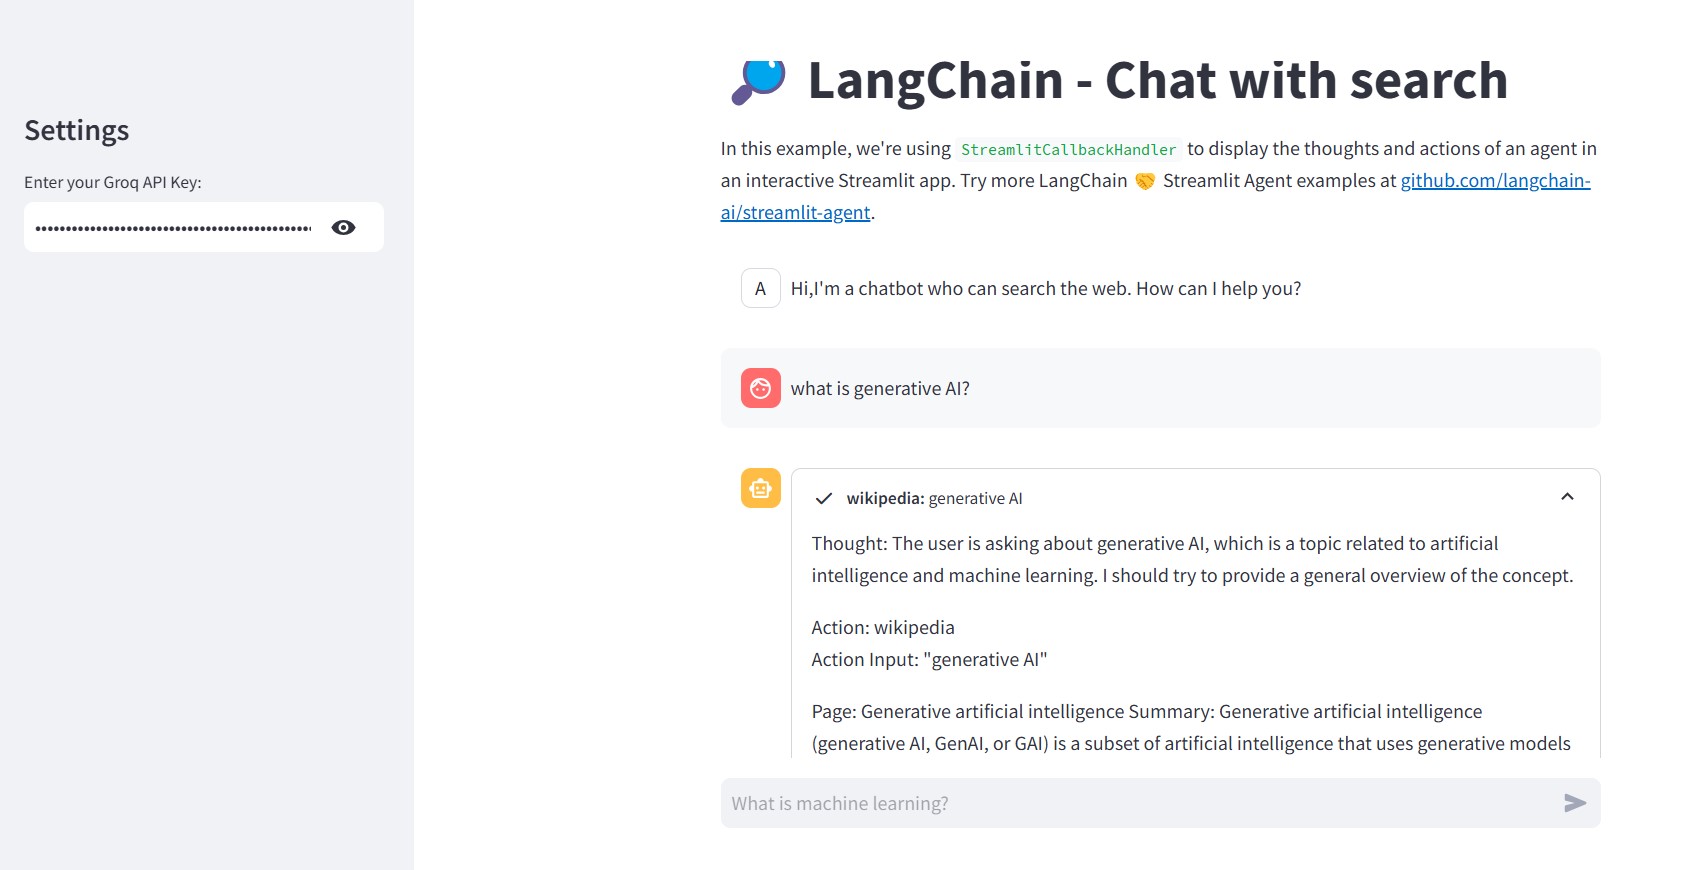 Settings
Enter your Groq API Key:
LangChain - Chat with search
In this example, we're using StreamlitCallbackHandler to display the thoughts and actions of an agent in
an interactive Streamlit app. Try more LangChain 🤝 Streamlit Agent examples at github.com/langchain-
ai/streamlit-agent.
A
Hi,I'm a chatbot who can search the web. How can I help you?
what is generative AI?
wikipedia: generative AI
Thought: The user is asking about generative AI, which is a topic related to artificial
intelligence and machine learning. I should try to provide a general overview of the concept.
Action: wikipedia
Action Input: "generative AI"
Page: Generative artificial intelligence Summary: Generative artificial intelligence
(generative AI, GenAI, or GAI) is a subset of artificial intelligence that uses generative models
What is machine learning?